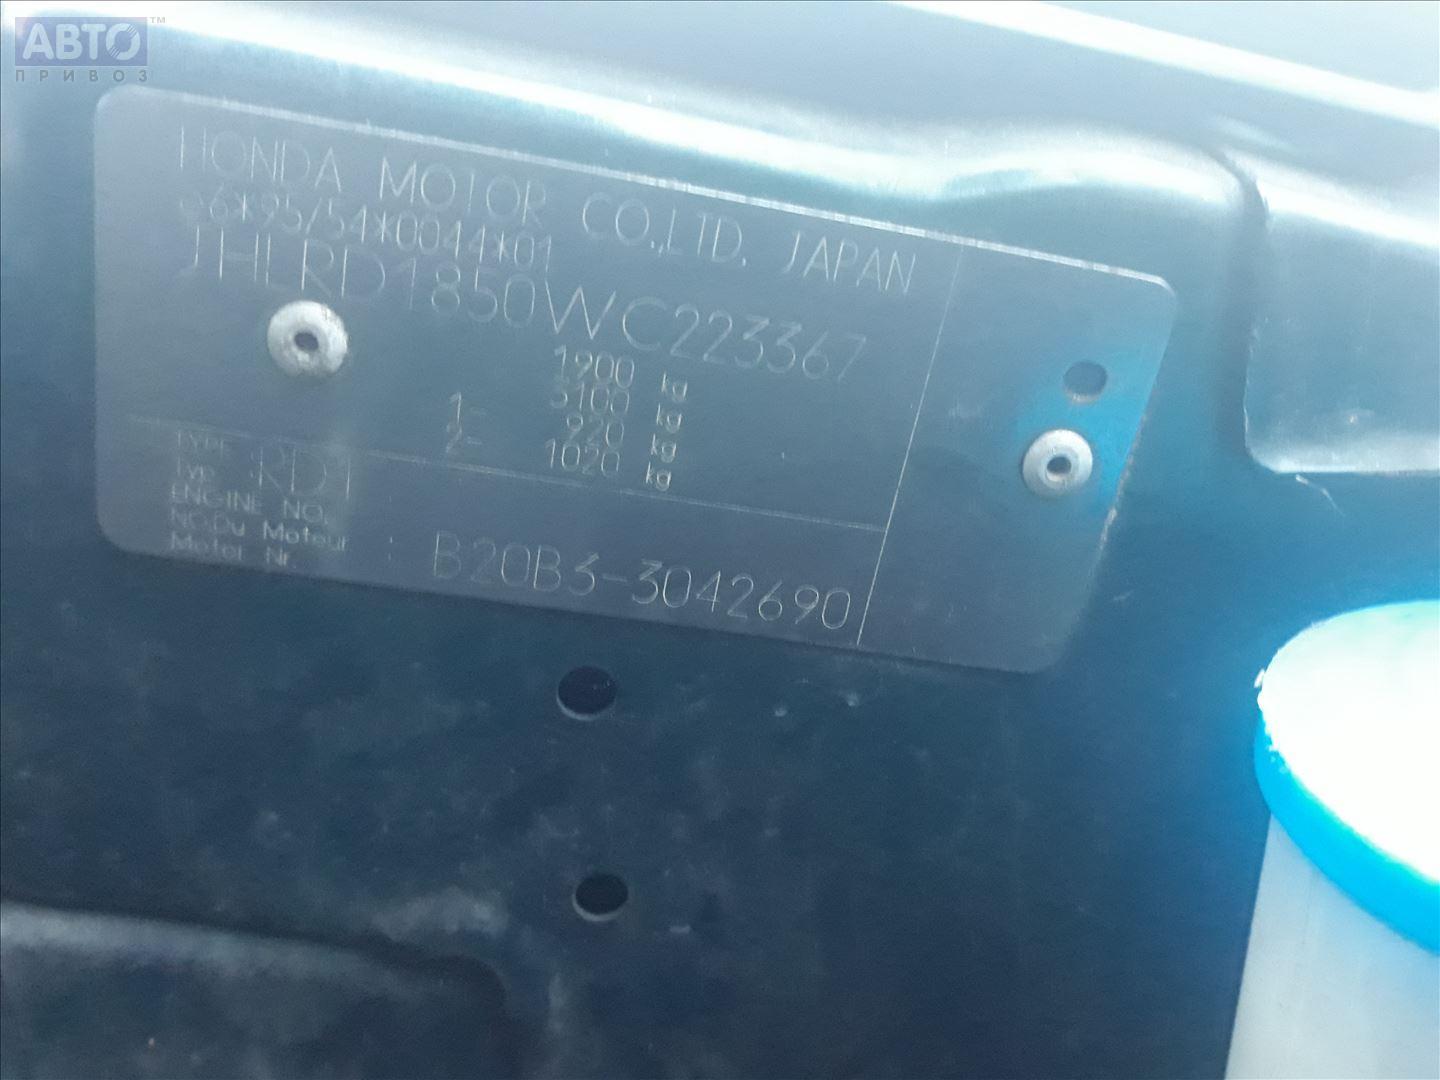 АВТО™
ПРИВОЗ
HONDA MOTOR CO.,LTD. JAPAN
e6*95/54*0044*01
JHLRD1850WC223367
1900 kg
3100 kg
1- 920 kg
2- 1020 kg
TYPE
Typ : RD1
ENGINE NO.
NO.Du Moteur : B20B3-3042690
Motor Nr.